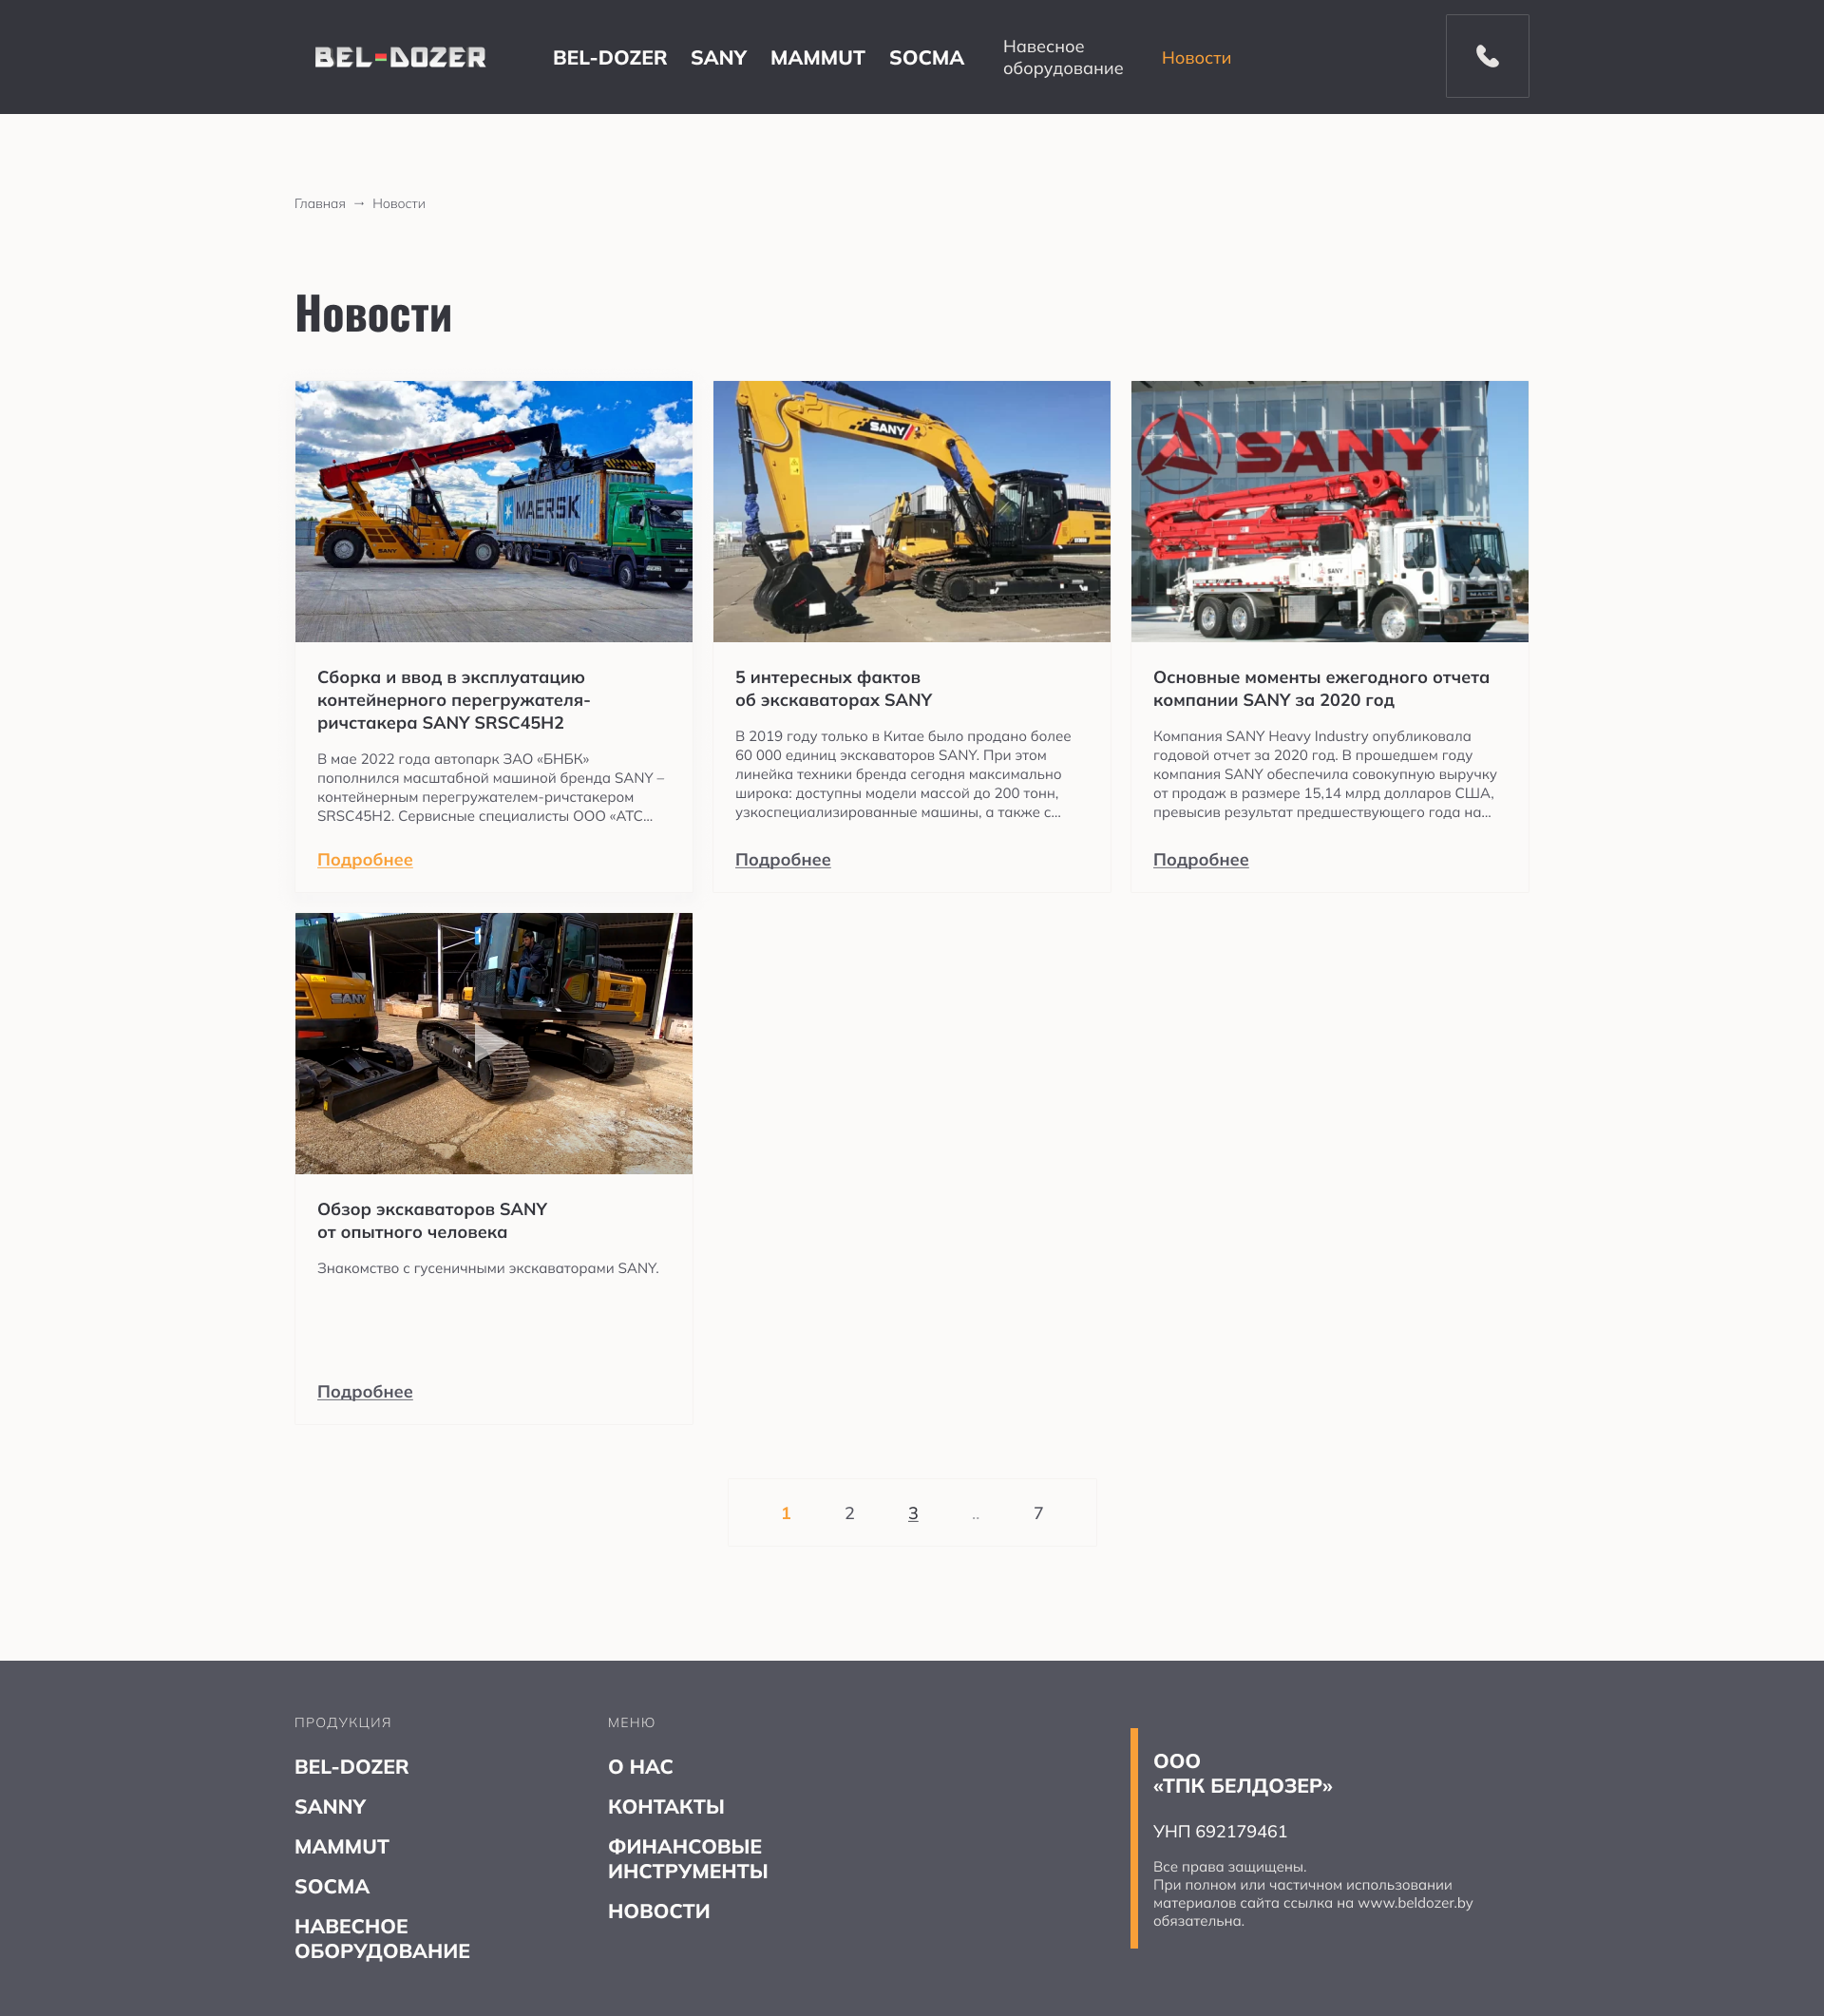 BEL-DOZER
BEL-DOZER SANY MAMMUT SOCMA
Навесное
оборудование
Новости
Главная → Новости
Новости
MAERSK
SANY
SANY
SANY
SANY
Сборка и ввод в эксплуатацию
контейнерного перегружателя-
ричстакера SANY SRSC45H2
В мае 2022 года автопарк ЗАО «БНБК»
пополнился масштабной машиной бренда SANY –
контейнерным перегружателем-ричстакером
SRSC45H2. Сервисные специалисты ООО «АТС...
Подробнее
5 интересных фактов
об экскаваторах SANY
В 2019 году только в Китае было продано более
60 000 единиц экскаваторов SANY. При этом
линейка техники бренда сегодня максимально
широка: доступны модели массой до 200 тонн,
узкоспециализированные машины, а также с...
Подробнее
Основные моменты ежегодного отчета
компании SANY за 2020 год
Компания SANY Heavy Industry опубликовала
годовой отчет за 2020 год. В прошедшем году
компания SANY обеспечила совокупную выручку
от продаж в размере 15,14 млрд долларов США,
превысив результат предшествующего года на...
Подробнее
SANY
Обзор экскаваторов SANY
от опытного человека
Знакомство с гусеничными экскаваторами SANY.
Подробнее
1 2 3 .. 7
ПРОДУКЦИЯ
BEL-DOZER
SANNY
MAMMUT
SOCMA
НАВЕСНОЕ
ОБОРУДОВАНИЕ
МЕНЮ
О НАС
КОНТАКТЫ
ФИНАНСОВЫЕ
ИНСТРУМЕНТЫ
НОВОСТИ
ООО
«ТПК БЕЛДОЗЕР»
УНП 692179461
Все права защищены.
При полном или частичном использовании
материалов сайта ссылка на www.beldozer.by
обязательна.